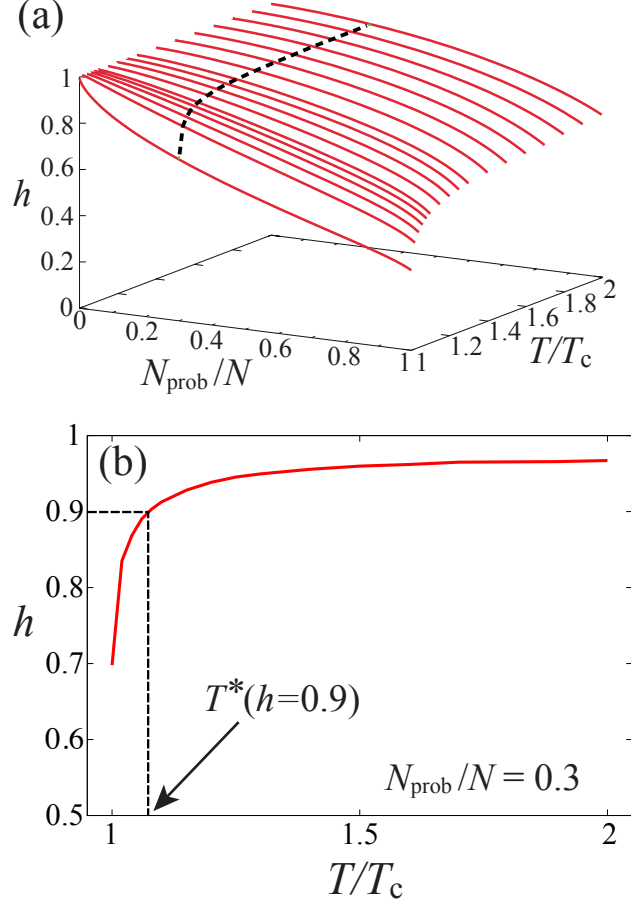 (a)
1
0.8
0.6
0.4
0.2
0
h
0 0.2 0.4 0.6 0.8 1
N_prob/N
1 1.2 1.4 1.6 1.8 2
T/T_c
(b)
1
0.9
0.8
0.7
0.6
0.5
h
T*(h=0.9)
N_prob/N = 0.3
1 1.5 2
T/T_c